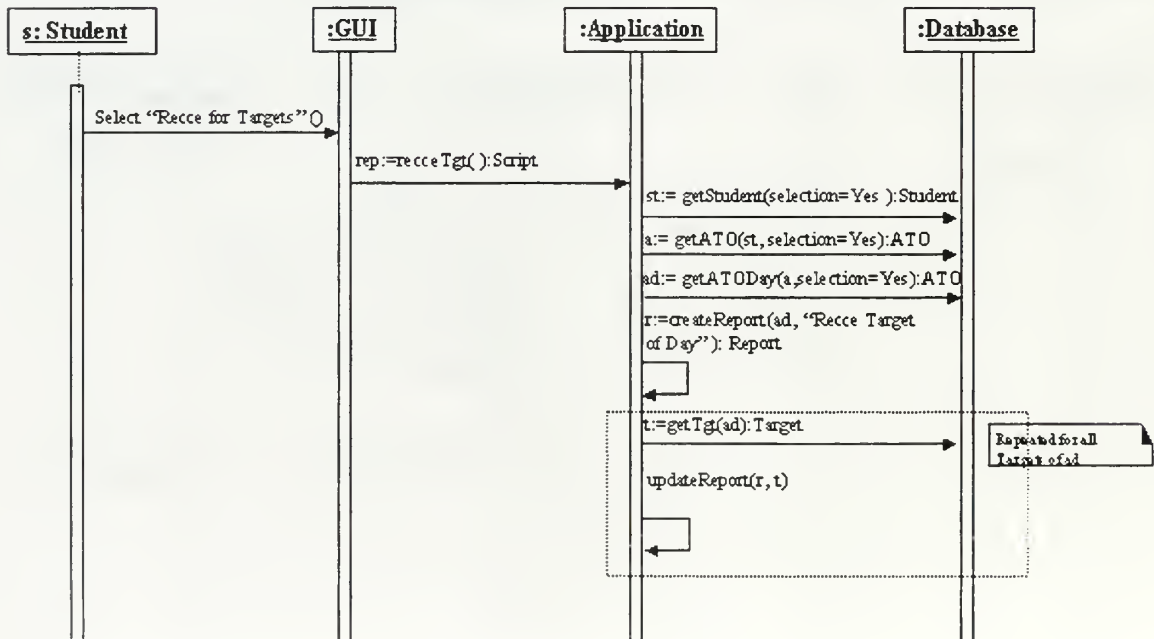 s: Student
:GUI
:Application
:Database
Select “Recce for Targets”()
rep:=recceTgt( ):Script
st:= getStudent(selection=Yes ):Student
a:= getATO(st, selection=Yes):ATO
ad:= getATODay(a,selection=Yes):ATO
r:=createReport(ad, “Recce Target
of Day”): Report
t:=getTgt(ad):Target
Repeated for all
Target of ad
updateReport(r, t)